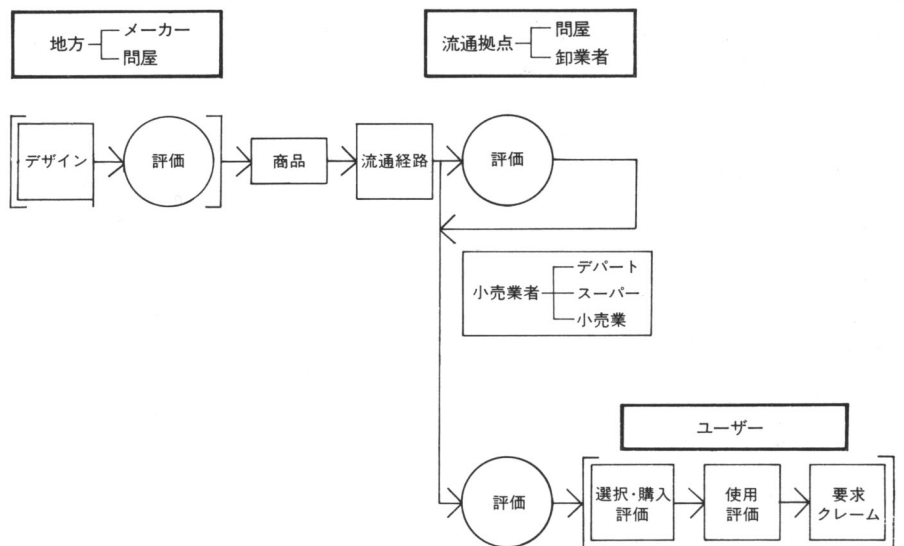 地方
メーカー
問屋
流通拠点
問屋
卸業者
デザイン
評価
商品
流通経路
評価
小売業者
デパート
スーパー
小売業
ユーザー
評価
選択・購入
評価
使用
評価
要求
クレーム